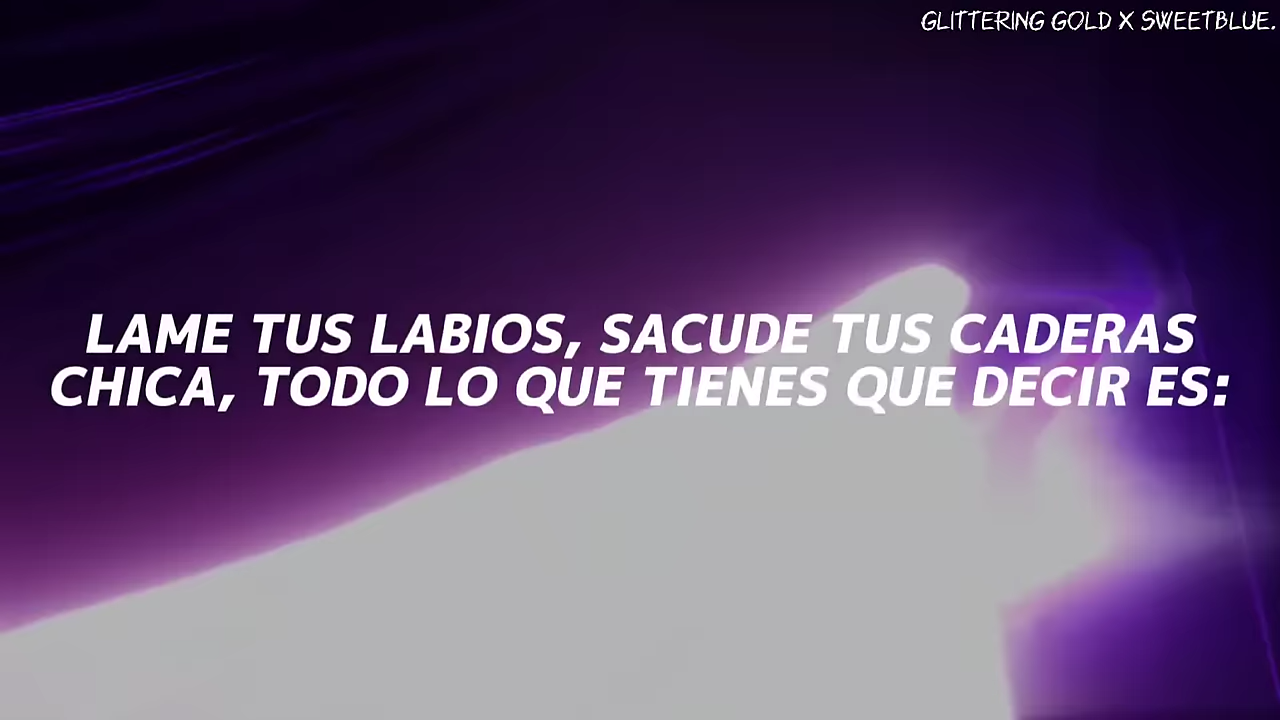 GLITTERING GOLD X SWEETBLUE.
LAME TUS LABIOS, SACUDE TUS CADERAS
CHICA, TODO LO QUE TIENES QUE DECIR ES: